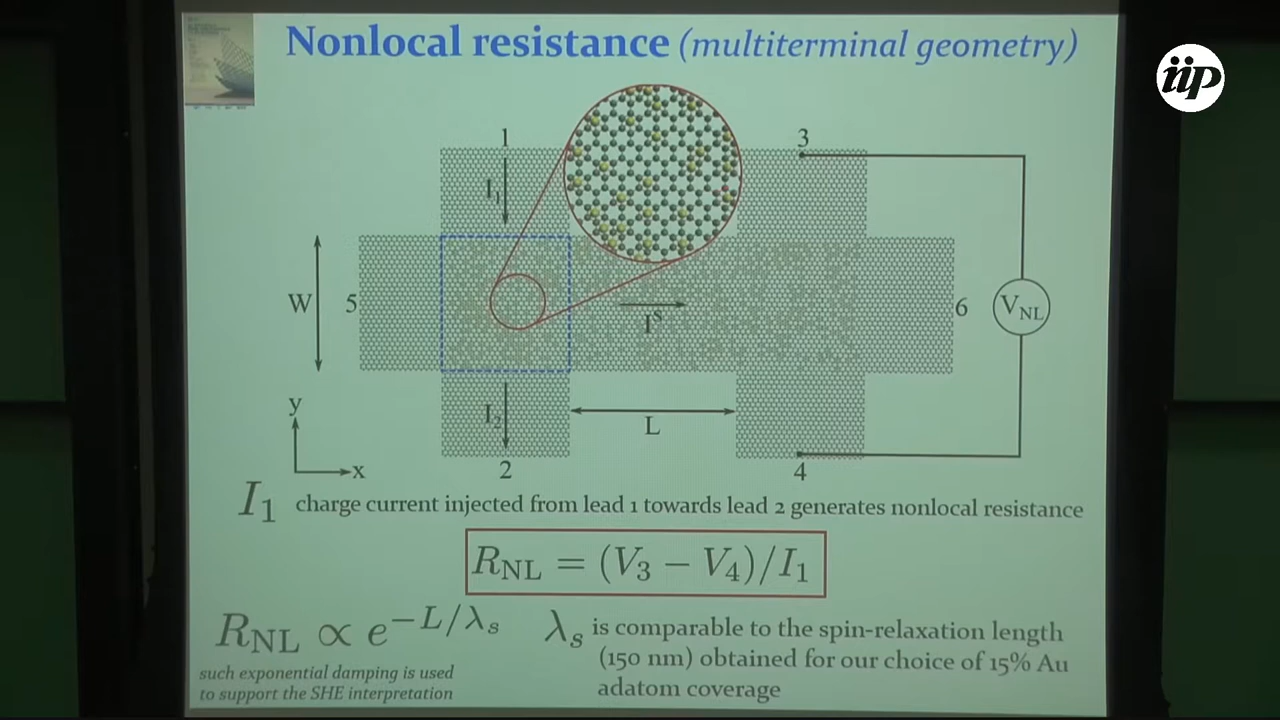 Nonlocal resistance (multiterminal geometry)
iip
1
3
I₁
W
5
Iˢ
6
V_NL
I₂
L
y
x
2
4
I₁ charge current injected from lead 1 towards lead 2 generates nonlocal resistance
R_NL = (V₃ − V₄)/I₁
R_NL ∝ e^{−L/λₛ}
λₛ is comparable to the spin-relaxation length
(150 nm) obtained for our choice of 15% Au
adatom coverage
such exponential damping is used
to support the SHE interpretation